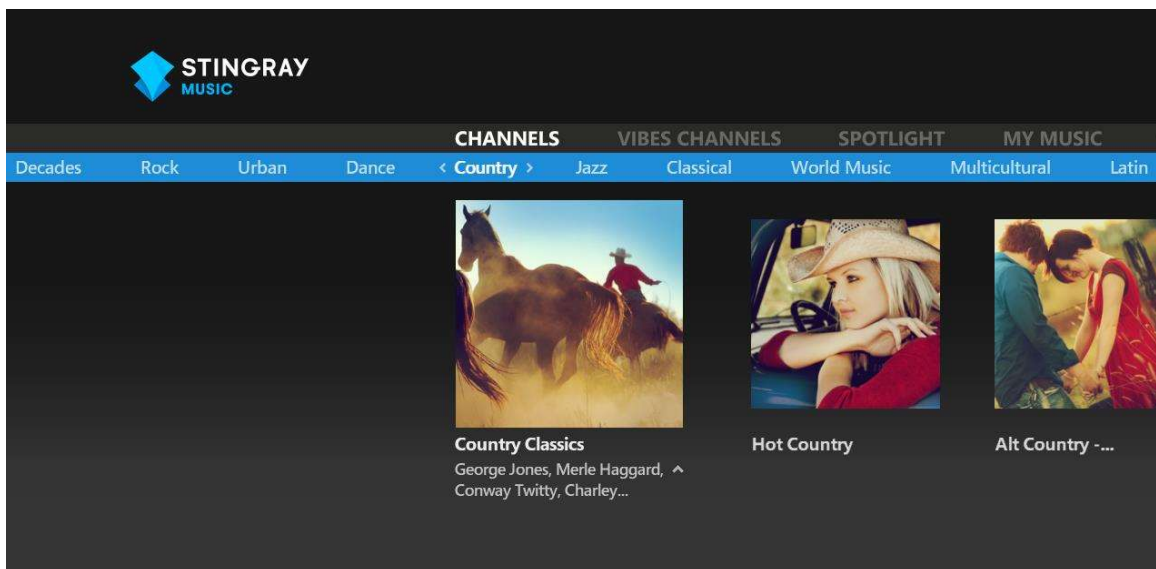 STINGRAY
MUSIC
CHANNELS VIBES CHANNELS SPOTLIGHT MY MUSIC
Decades Rock Urban Dance < Country > Jazz Classical World Music Multicultural Latin
Country Classics
George Jones, Merle Haggard,
Conway Twitty, Charley...
Hot Country
Alt Country -...